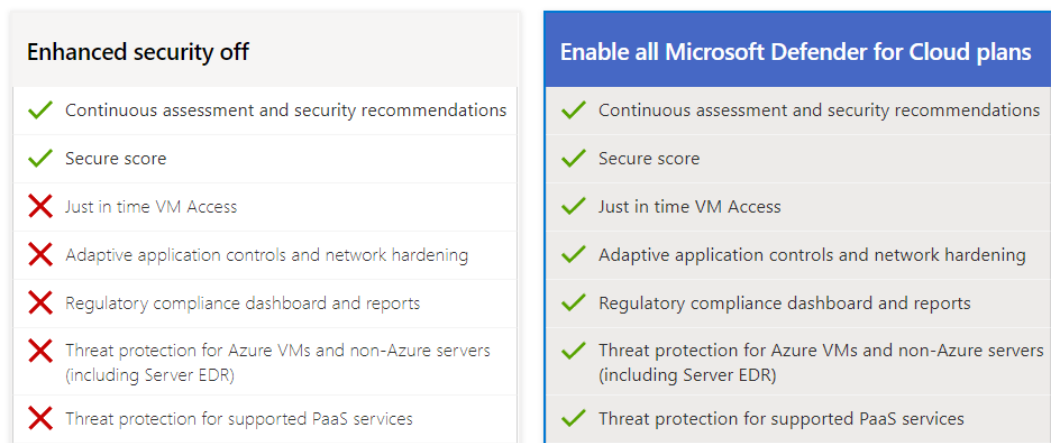 Enhanced security off
Continuous assessment and security recommendations
Secure score
Just in time VM Access
Adaptive application controls and network hardening
Regulatory compliance dashboard and reports
Threat protection for Azure VMs and non-Azure servers
(including Server EDR)
Threat protection for supported PaaS services
Enable all Microsoft Defender for Cloud plans
Continuous assessment and security recommendations
Secure score
Just in time VM Access
Adaptive application controls and network hardening
Regulatory compliance dashboard and reports
Threat protection for Azure VMs and non-Azure servers
(including Server EDR)
Threat protection for supported PaaS services